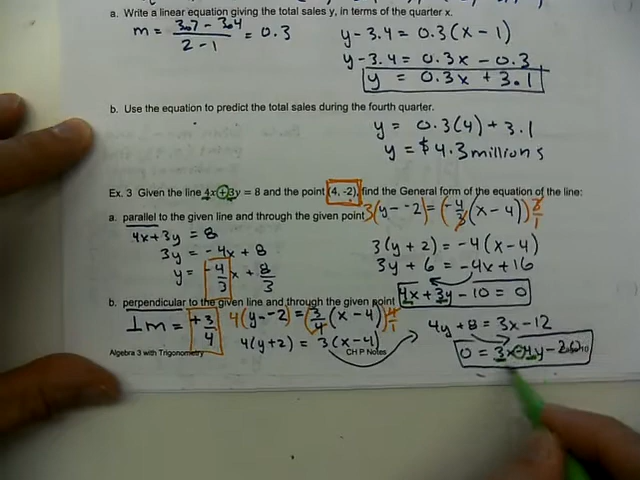 a. Write a linear equation giving the total sales y, in terms of the quarter x.
m = 3.7 - 3.4 / 2 - 1 = 0.3
y - 3.4 = 0.3(x - 1)
y - 3.4 = 0.3x - 0.3
y = 0.3x + 3.1
b. Use the equation to predict the total sales during the fourth quarter.
y = 0.3(4) + 3.1
y = $4.3 millions
Ex. 3 Given the line 4x + 3y = 8 and the point (4, -2), find the General form of the equation of the line:
a. parallel to the given line and through the given point
3(y - -2) = (-4/3(x - 4))3/1
4x + 3y = 8
3y = -4x + 8
y = -4/3 x + 8/3
3(y + 2) = -4(x - 4)
3y + 6 = -4x + 16
4x + 3y - 10 = 0
b. perpendicular to the given line and through the given point
⊥m = +3/4
4(y - -2) = (3/4(x - 4))4/1
4(y + 2) = 3(x - 4)
4y + 8 = 3x - 12
0 = 3x - 4y - 20
Algebra 3 with Trigonometry
CH P Notes